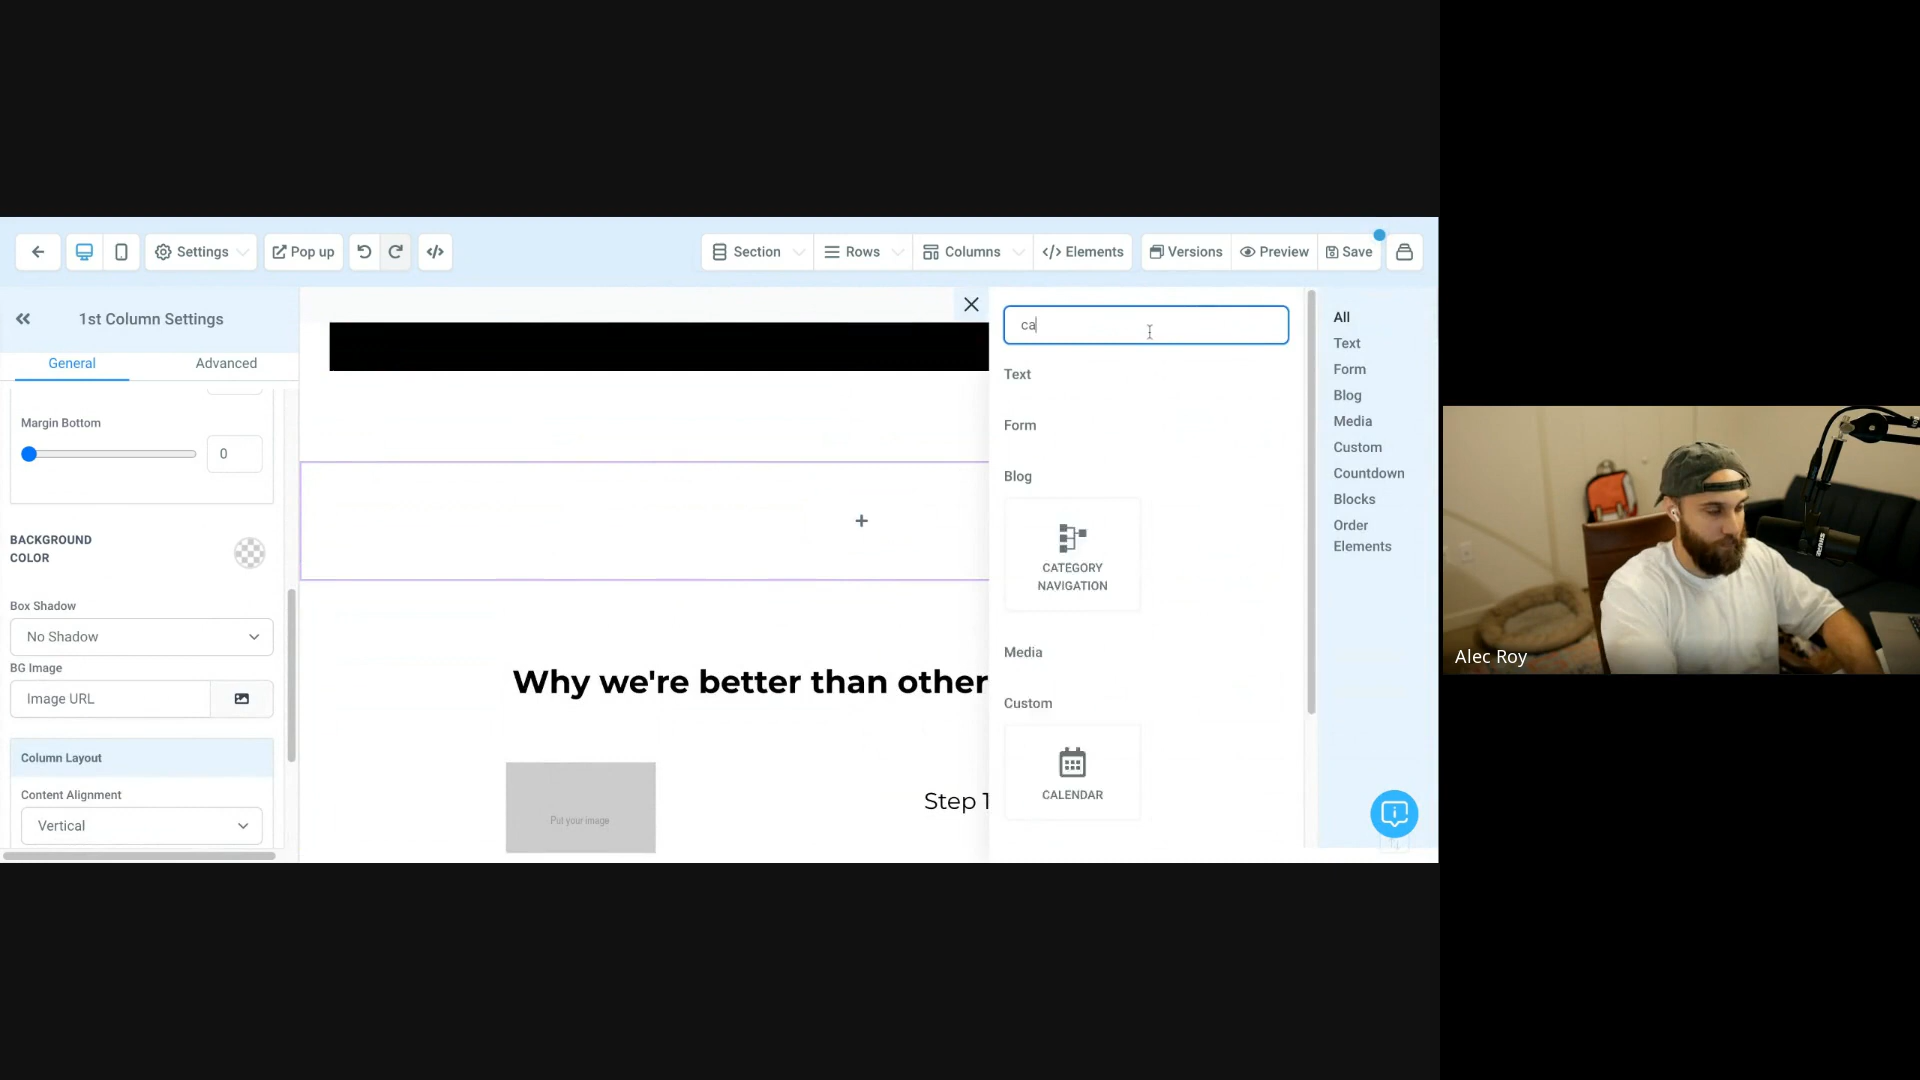 Settings
Pop up
Section
Rows
Columns
Elements
Versions
Preview
Save
1st Column Settings
General
Advanced
Margin Bottom
0
BACKGROUND
COLOR
Box Shadow
No Shadow
BG Image
Image URL
Column Layout
Content Alignment
Vertical
Why we're better than other
Put your image
Step 1
ca
Text
Form
Blog
CATEGORY
NAVIGATION
Media
Custom
CALENDAR
All
Text
Form
Blog
Media
Custom
Countdown
Blocks
Order
Elements
Alec Roy